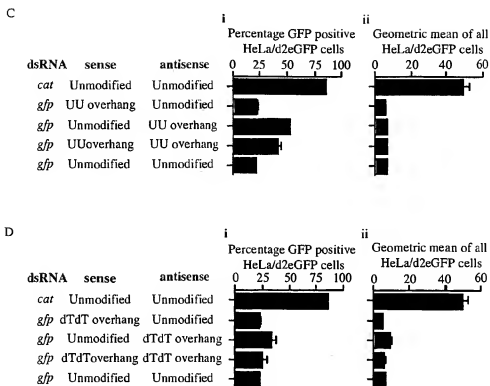 C
i ii
Percentage GFP positive Geometric mean of all
HeLa/d2eGFP cells HeLa/d2eGFP cells
dsRNA sense antisense 0 25 50 75 100 0 20 40 60
cat Unmodified Unmodified
gfp UU overhang Unmodified
gfp Unmodified UU overhang
gfp UUoverhang UU overhang
gfp Unmodified Unmodified
D
i ii
Percentage GFP positive Geometric mean of all
HeLa/d2eGFP cells HeLa/d2eGFP cells
dsRNA sense antisense 0 25 50 75 100 0 20 40 60
cat Unmodified Unmodified
gfp dTdT overhang Unmodified
gfp Unmodified dTdT overhang
gfp dTdToverhang dTdT overhang
gfp Unmodified Unmodified